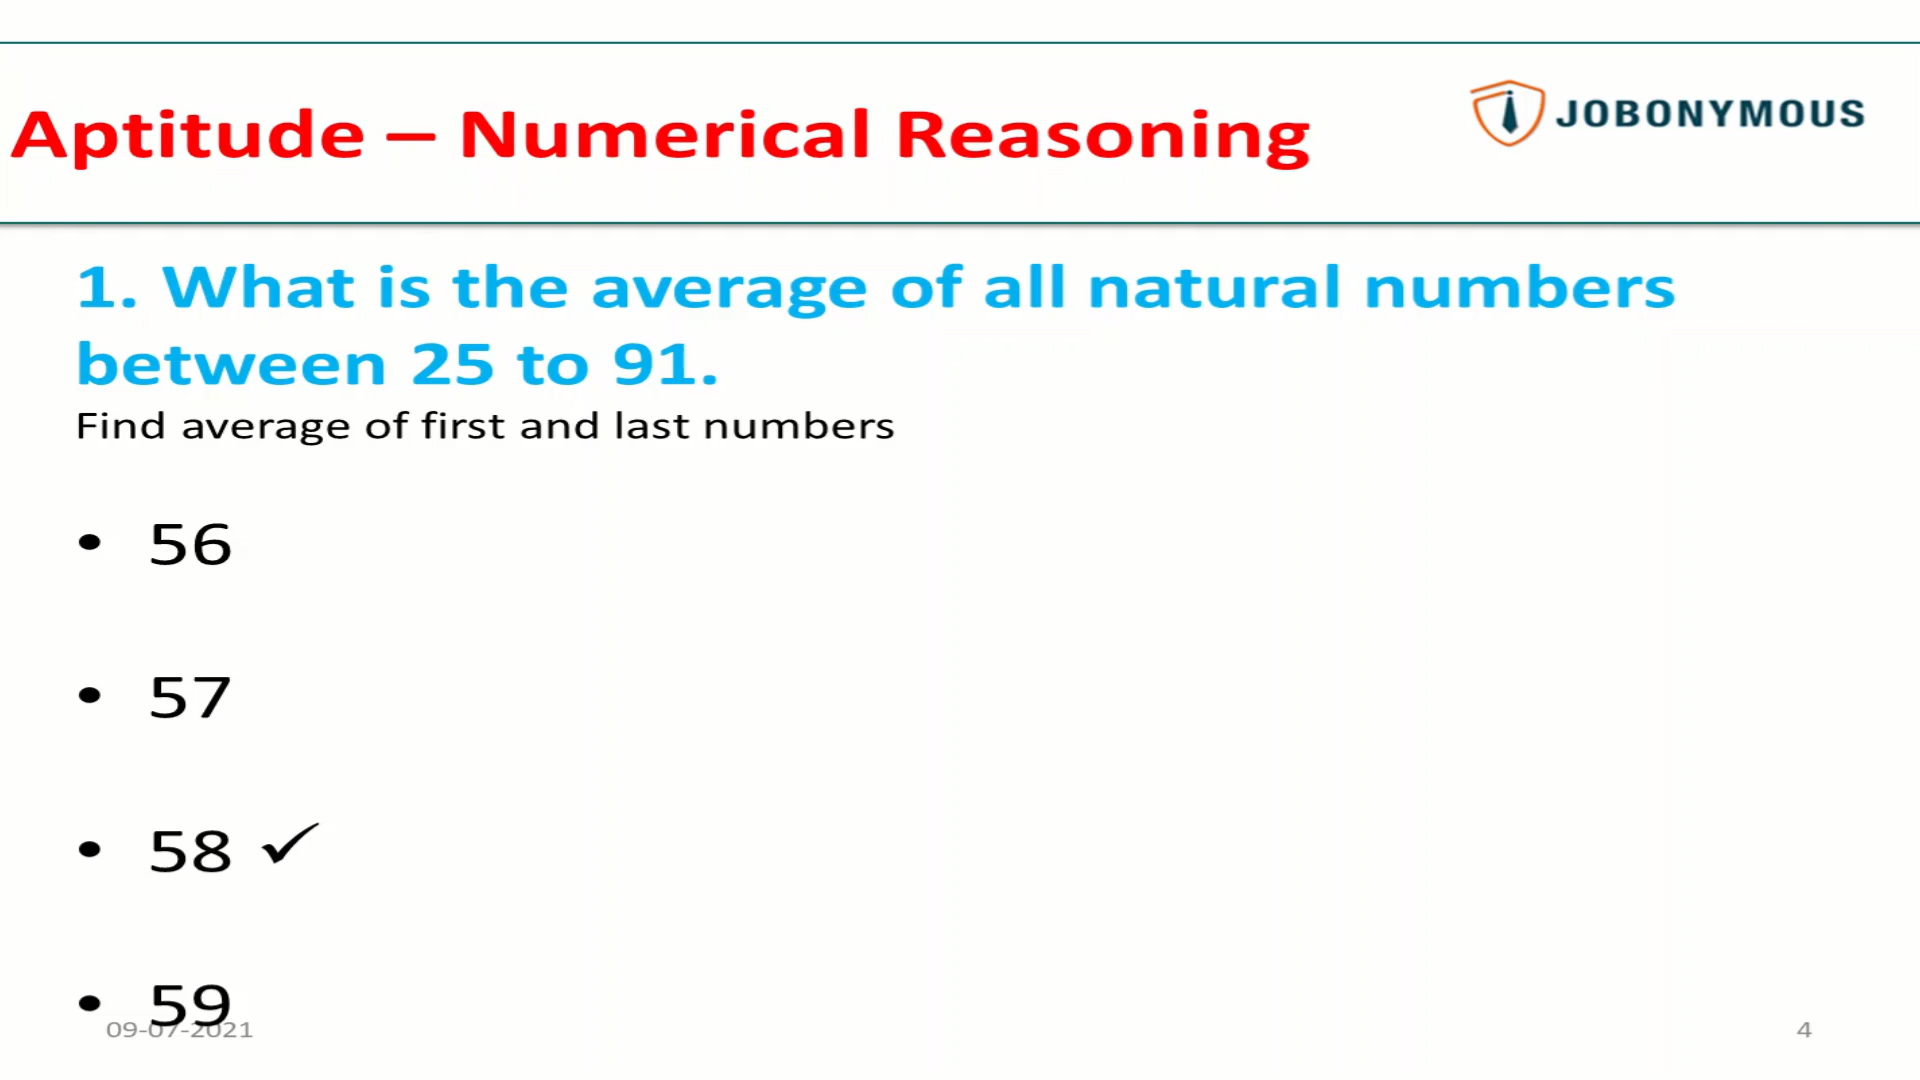 Aptitude – Numerical Reasoning
JOBONYMOUS
1. What is the average of all natural numbers
between 25 to 91.
Find average of first and last numbers
• 56
• 57
• 58 ✓
• 59
09-07-2021
4